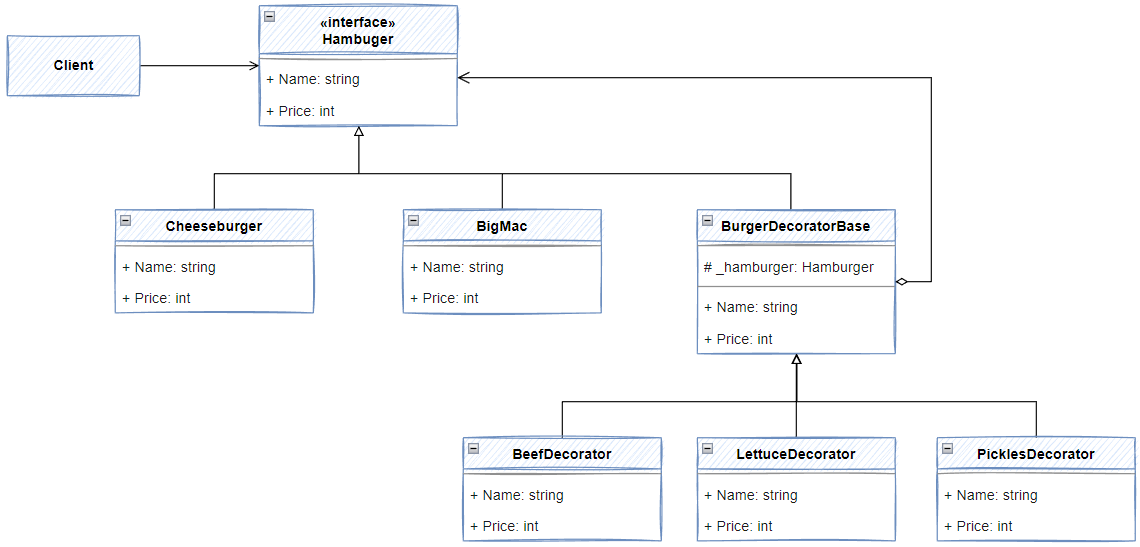 «interface»
Hambuger
+ Name: string
+ Price: int
Client
Cheeseburger
+ Name: string
+ Price: int
BigMac
+ Name: string
+ Price: int
BurgerDecoratorBase
# _hamburger: Hamburger
+ Name: string
+ Price: int
BeefDecorator
+ Name: string
+ Price: int
LettuceDecorator
+ Name: string
+ Price: int
PicklesDecorator
+ Name: string
+ Price: int